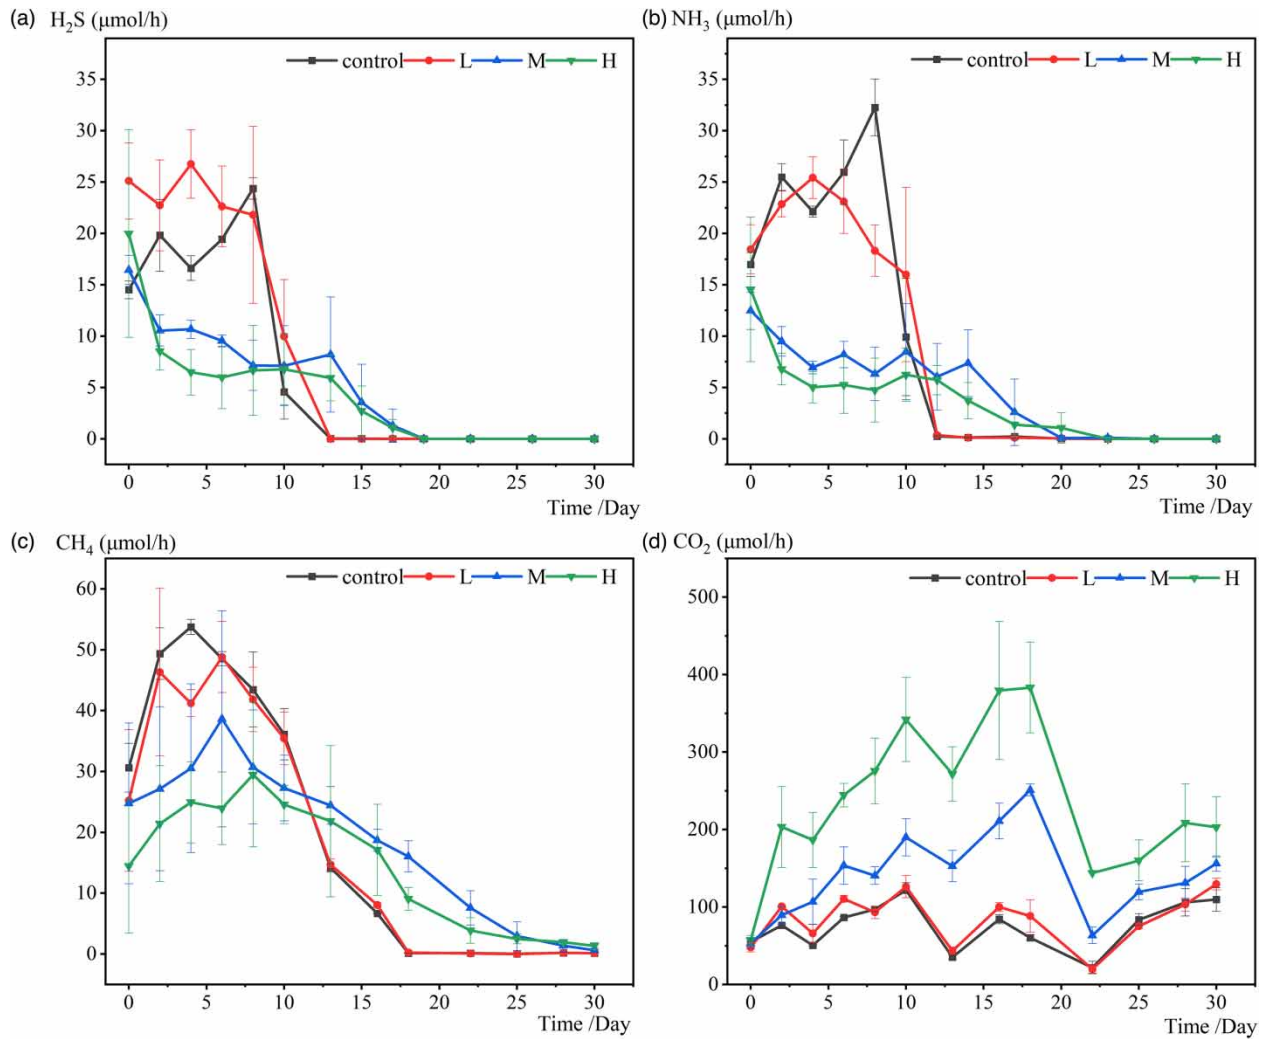 (a) H₂S (μmol/h)
control L M H
35
30
25
20
15
10
5
0
0 5 10 15 20 25 30
Time /Day
(b) NH₃ (μmol/h)
control L M H
35
30
25
20
15
10
5
0
0 5 10 15 20 25 30
Time /Day
(c) CH₄ (μmol/h)
control L M H
60
50
40
30
20
10
0
0 5 10 15 20 25 30
Time /Day
(d) CO₂ (μmol/h)
control L M H
500
400
300
200
100
0
0 5 10 15 20 25 30
Time /Day